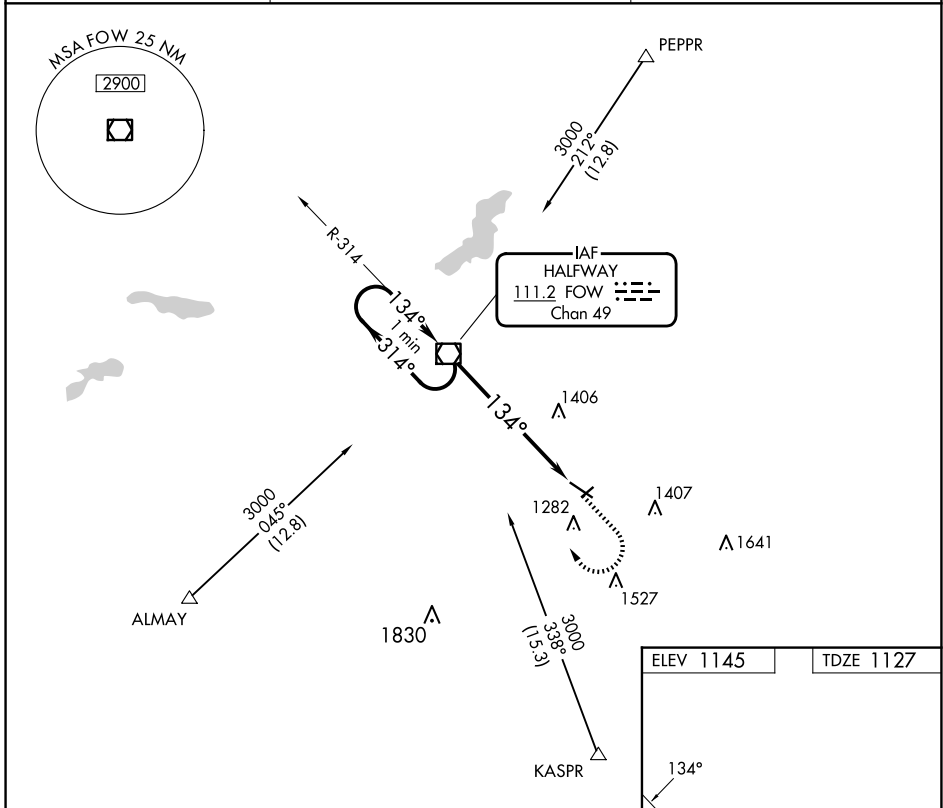 MSA FOW 25 NM
2900
PEPPR
3000
212°
(12.8)
R-314
IAF
HALFWAY
111.2 FOW
Chan 49
134°
1 min
314°
134°
1406
1407
1282
1641
1527
3000
045°
(12.8)
ALMAY
1830
3000
338°
(15.3)
KASPR
ELEV 1145
TDZE 1127
134°